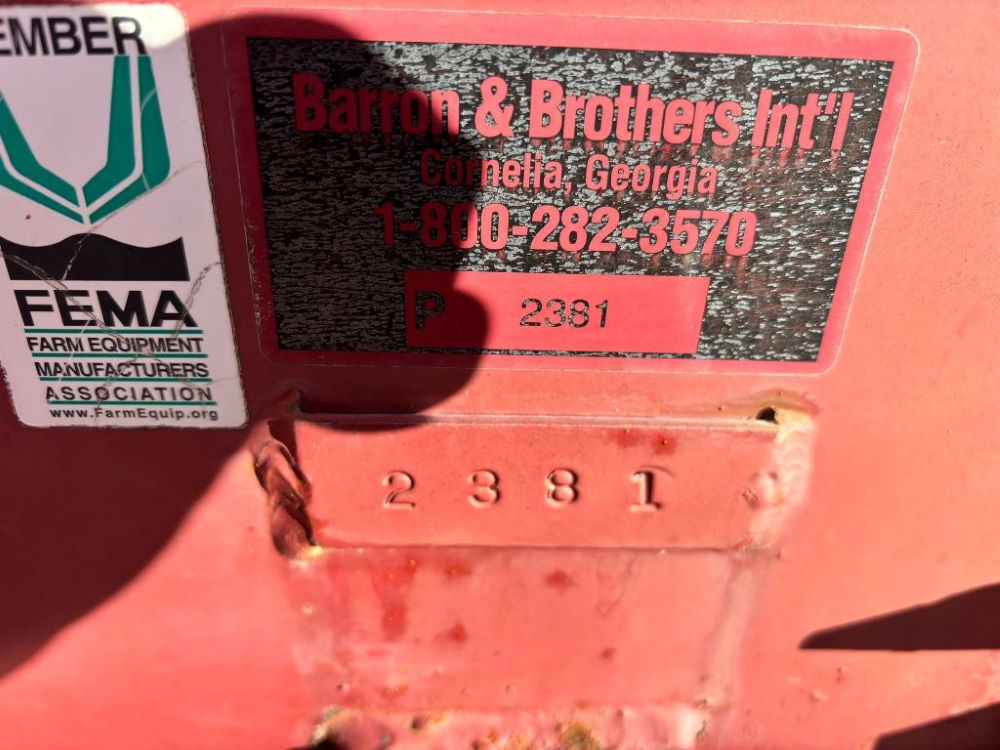 EMBER
FEMA
FARM EQUIPMENT
MANUFACTURERS
ASSOCIATION
www.FarmEquip.org
Barron & Brothers Int'l
Cornelia, Georgia
1-800-282-3570
P 2381
2381